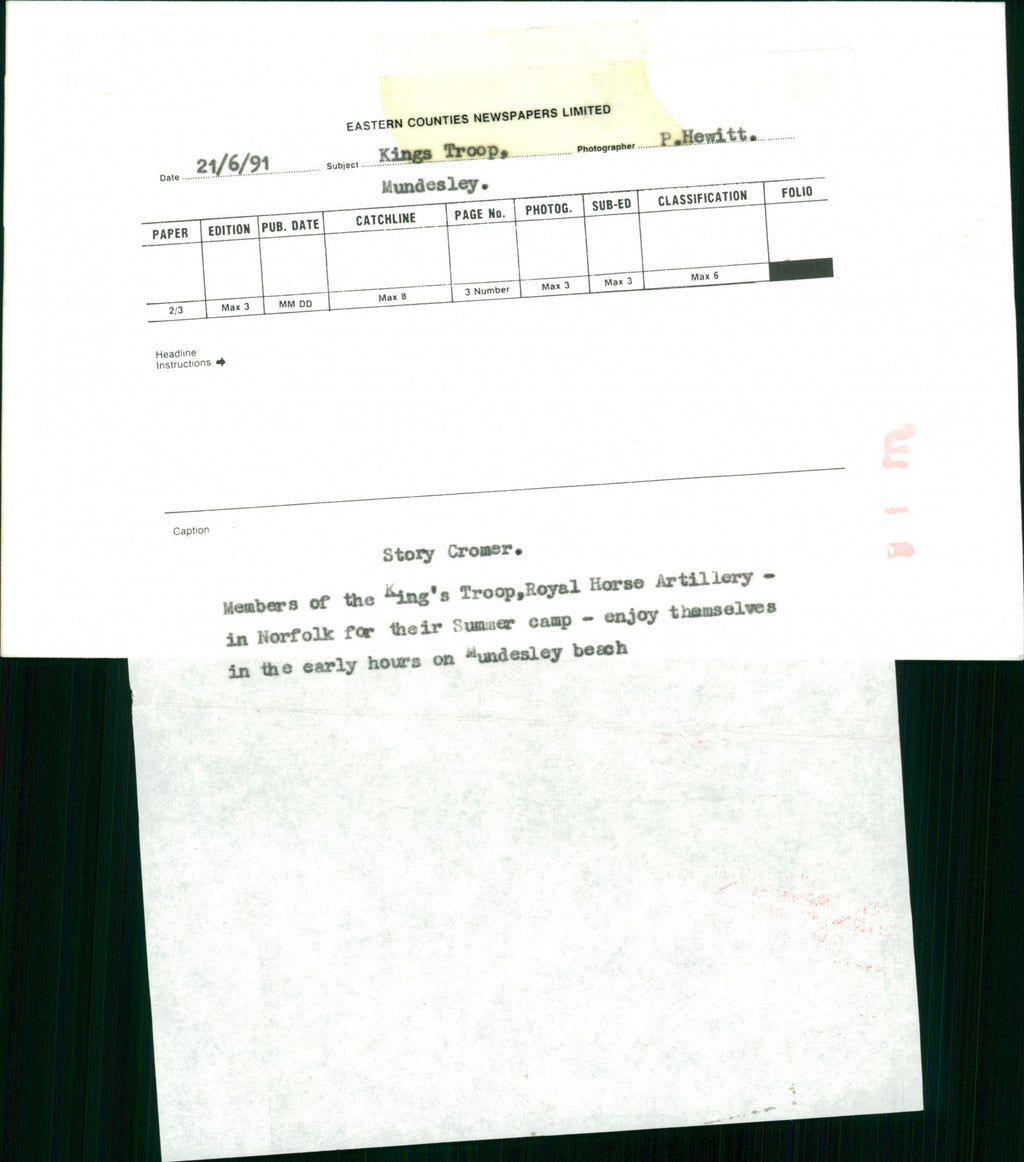 EASTERN COUNTIES NEWSPAPERS LIMITED
Date 21/6/91 Subject Kings Troop, Photographer P.Hewitt.
Mundesley.
PAPER EDITION PUB. DATE CATCHLINE PAGE No. PHOTOG. SUB-ED CLASSIFICATION FOLIO
2/3 Max 3 MM DD Max 8 3 Number Max 3 Max 3 Max 6
Headline
Instructions ➔
Caption
Story Cromer.
Members of the King's Troop,Royal Horse Artillery -
in Norfolk for their Summer camp - enjoy themselves
in the early hours on Mundesley beach